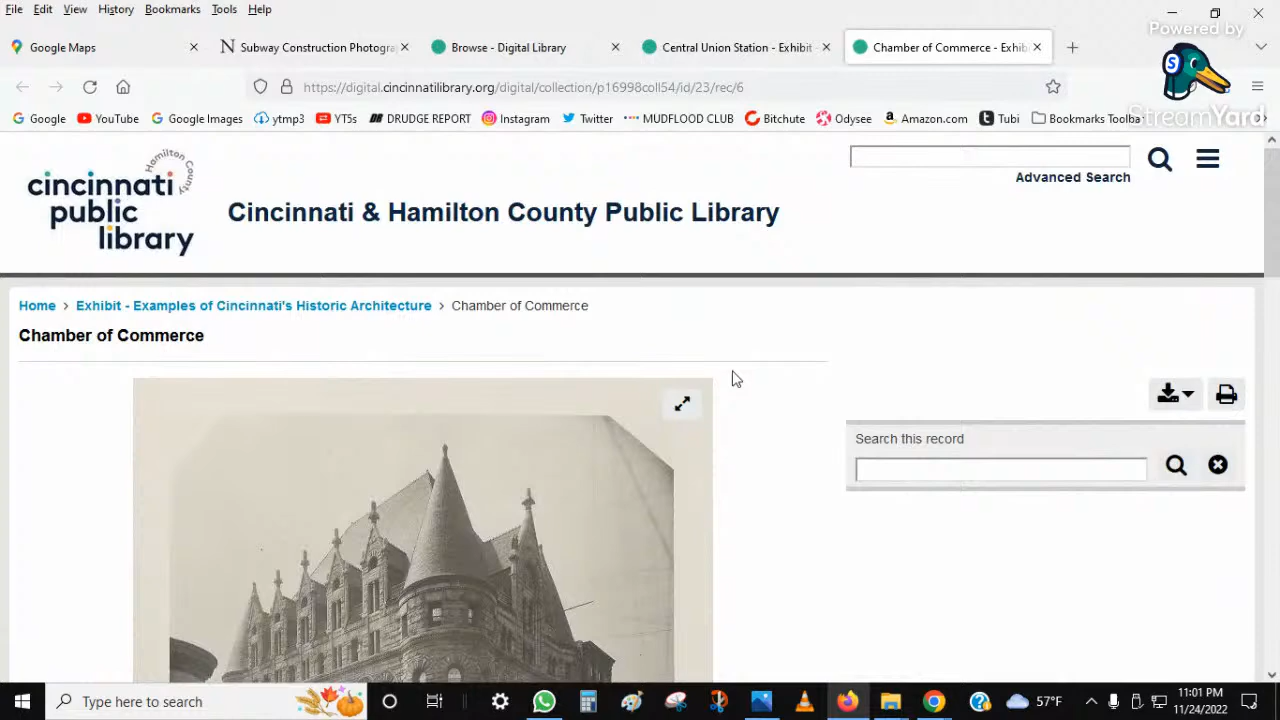 File Edit View History Bookmarks Tools Help
Powered by
Google Maps
Subway Construction Photogra
Browse - Digital Library
Central Union Station - Exhibit -
Chamber of Commerce - Exhib
https://digital.cincinnatilibrary.org/digital/collection/p16998coll54/id/23/rec/6
StreamYard
Google YouTube Google Images ytmp3 YT5s DRUDGE REPORT Instagram Twitter MUDFLOOD CLUB Bitchute Odysee Amazon.com Tubi Bookmarks Toolba
Hamilton County
cincinnati
public
library
Cincinnati & Hamilton County Public Library
Advanced Search
Home > Exhibit - Examples of Cincinnati's Historic Architecture > Chamber of Commerce
Chamber of Commerce
Search this record
Type here to search
57°F
11:01 PM
11/24/2022